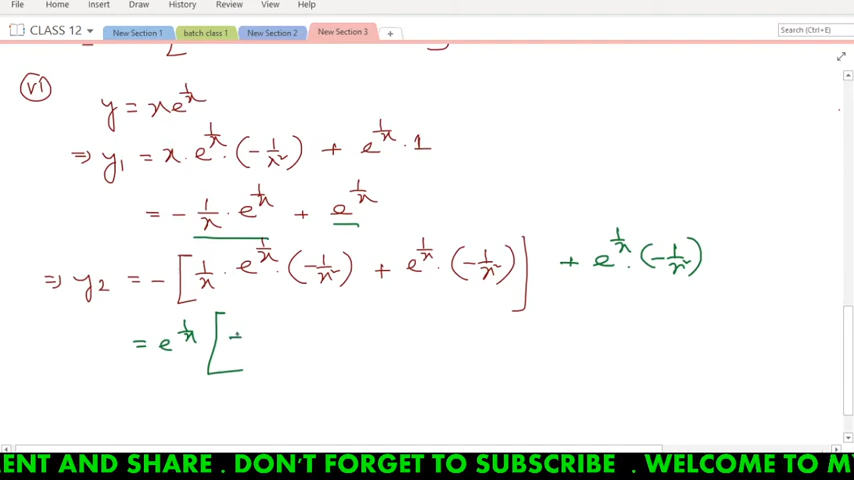 File Home Insert Draw History Review View Help
CLASS 12 New Section 1 batch class 1 New Section 2 New Section 3 + Search (Ctrl+E)
(vi)
y = xe^(1/x)
⇒ y₁ = x · e^(1/x) · (-1/x²) + e^(1/x) · 1
= - 1/x · e^(1/x) + e^(1/x)
⇒ y₂ = - [ 1/x · e^(1/x) · (-1/x²) + e^(1/x) · (-1/x²) ] + e^(1/x) · (-1/x²)
= e^(1/x) [
MENT AND SHARE . DON'T FORGET TO SUBSCRIBE . WELCOME TO MY